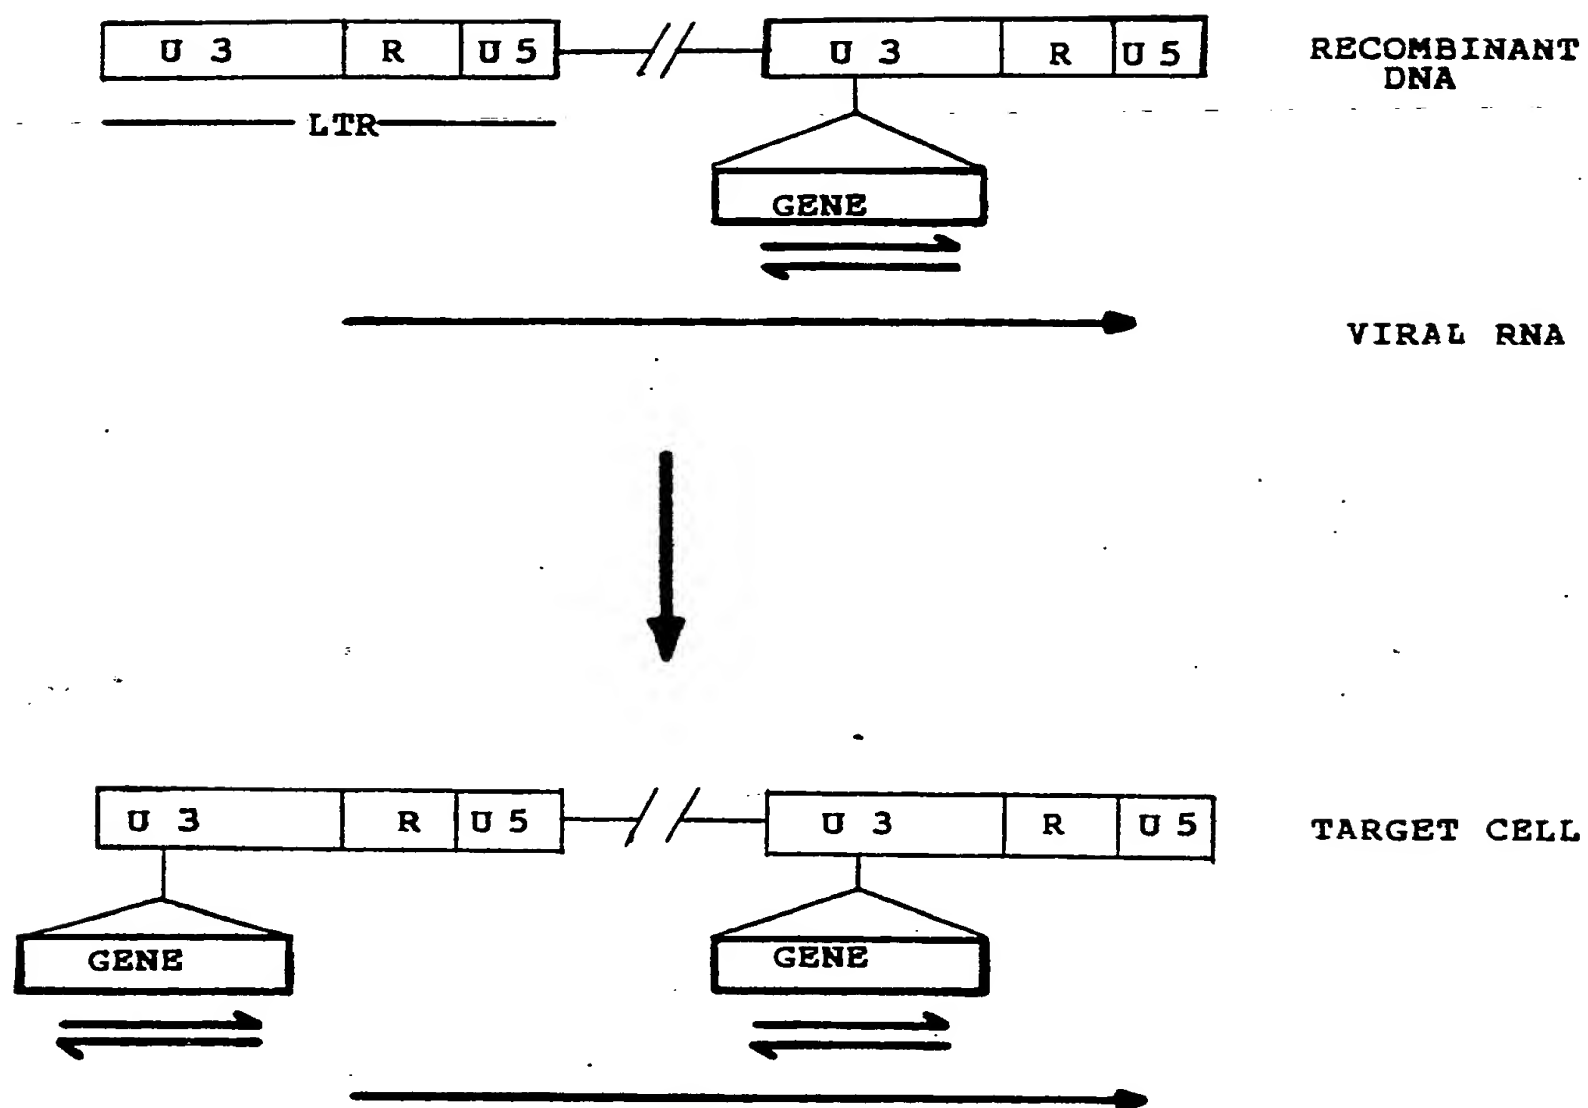 U 3 R U 5 U 3 R U 5 RECOMBINANT
DNA
LTR
GENE
VIRAL RNA
U 3 R U 5 U 3 R U 5 TARGET CELL
GENE GENE